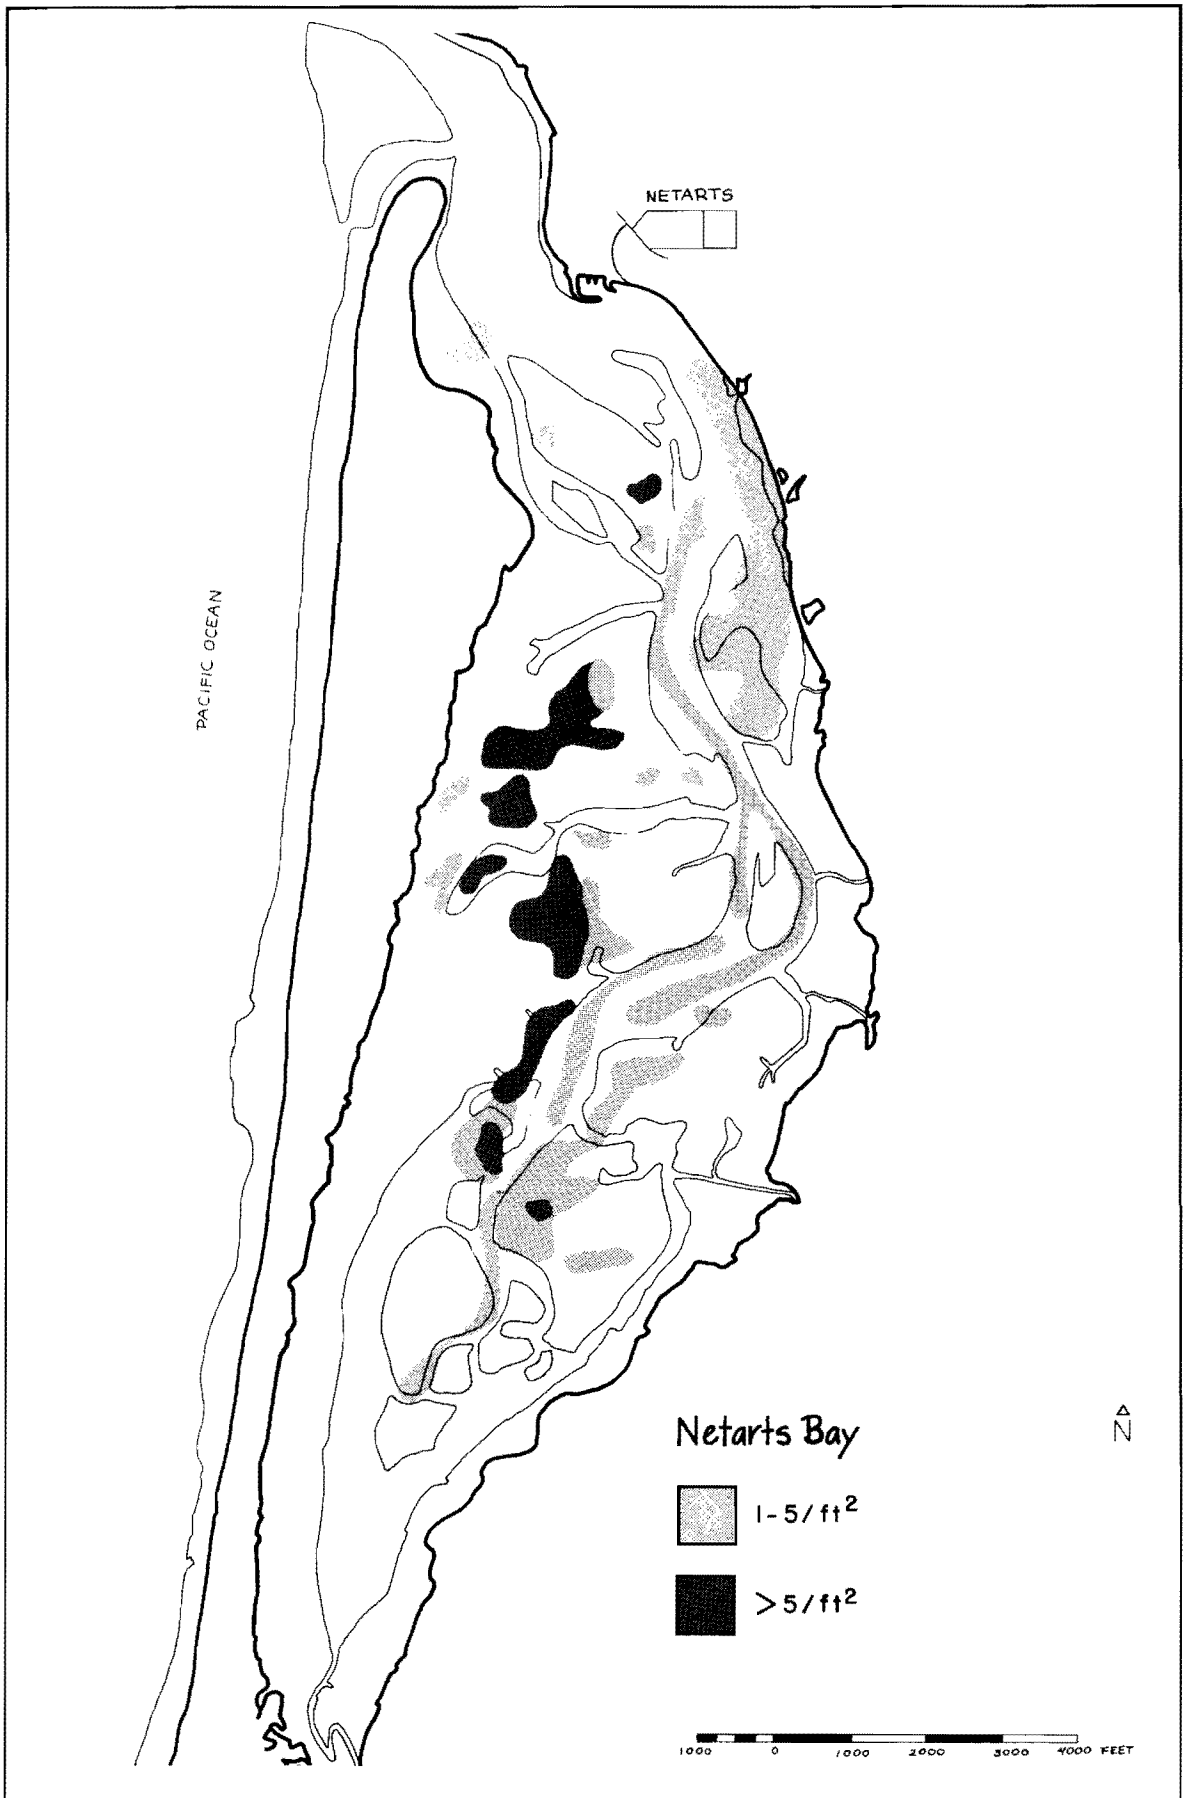 NETARTS
PACIFIC OCEAN
Netarts Bay
N
1-5/ft²
>5/ft²
1000 0 1000 2000 3000 4000 FEET